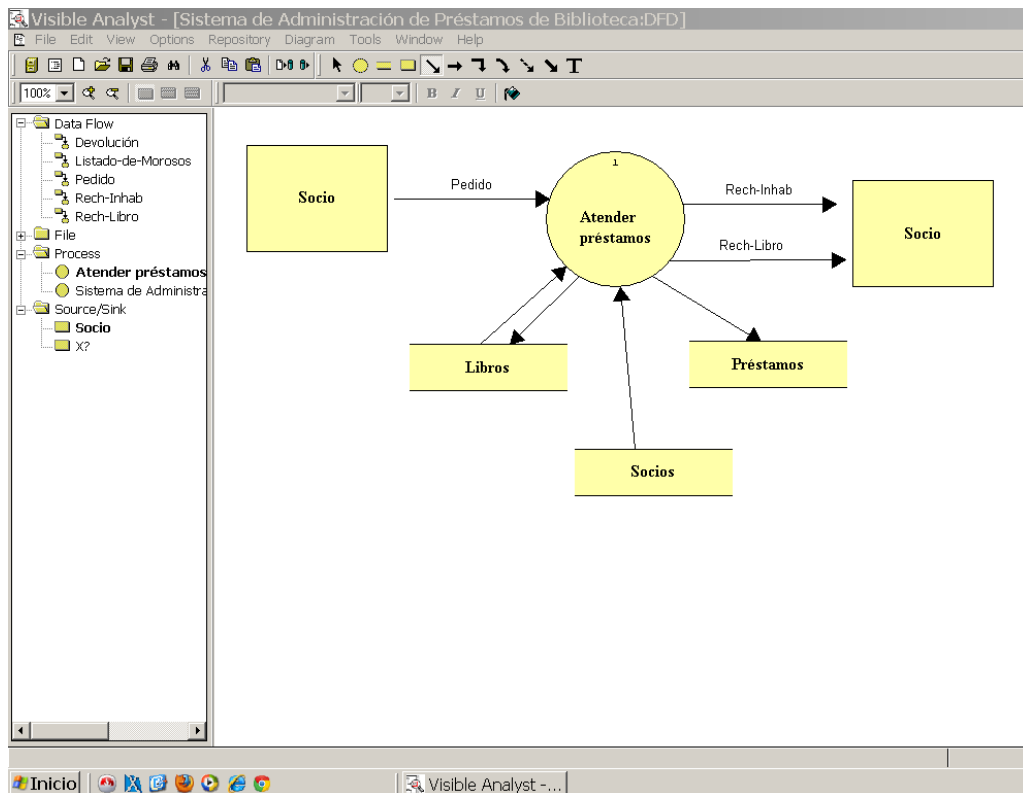 Visible Analyst - [Sistema de Administración de Préstamos de Biblioteca:DFD]
File Edit View Options Repository Diagram Tools Window Help
T
100% B I U
Data Flow
Devolución
Listado-de-Morosos
Pedido
Rech-Inhab
Rech-Libro
File
Process
Atender préstamos
Sistema de Administra
Source/Sink
Socio
X?
Socio
Pedido
1
Atender
préstamos
Rech-Inhab
Rech-Libro
Socio
Libros
Préstamos
Socios
Inicio
Visible Analyst -...